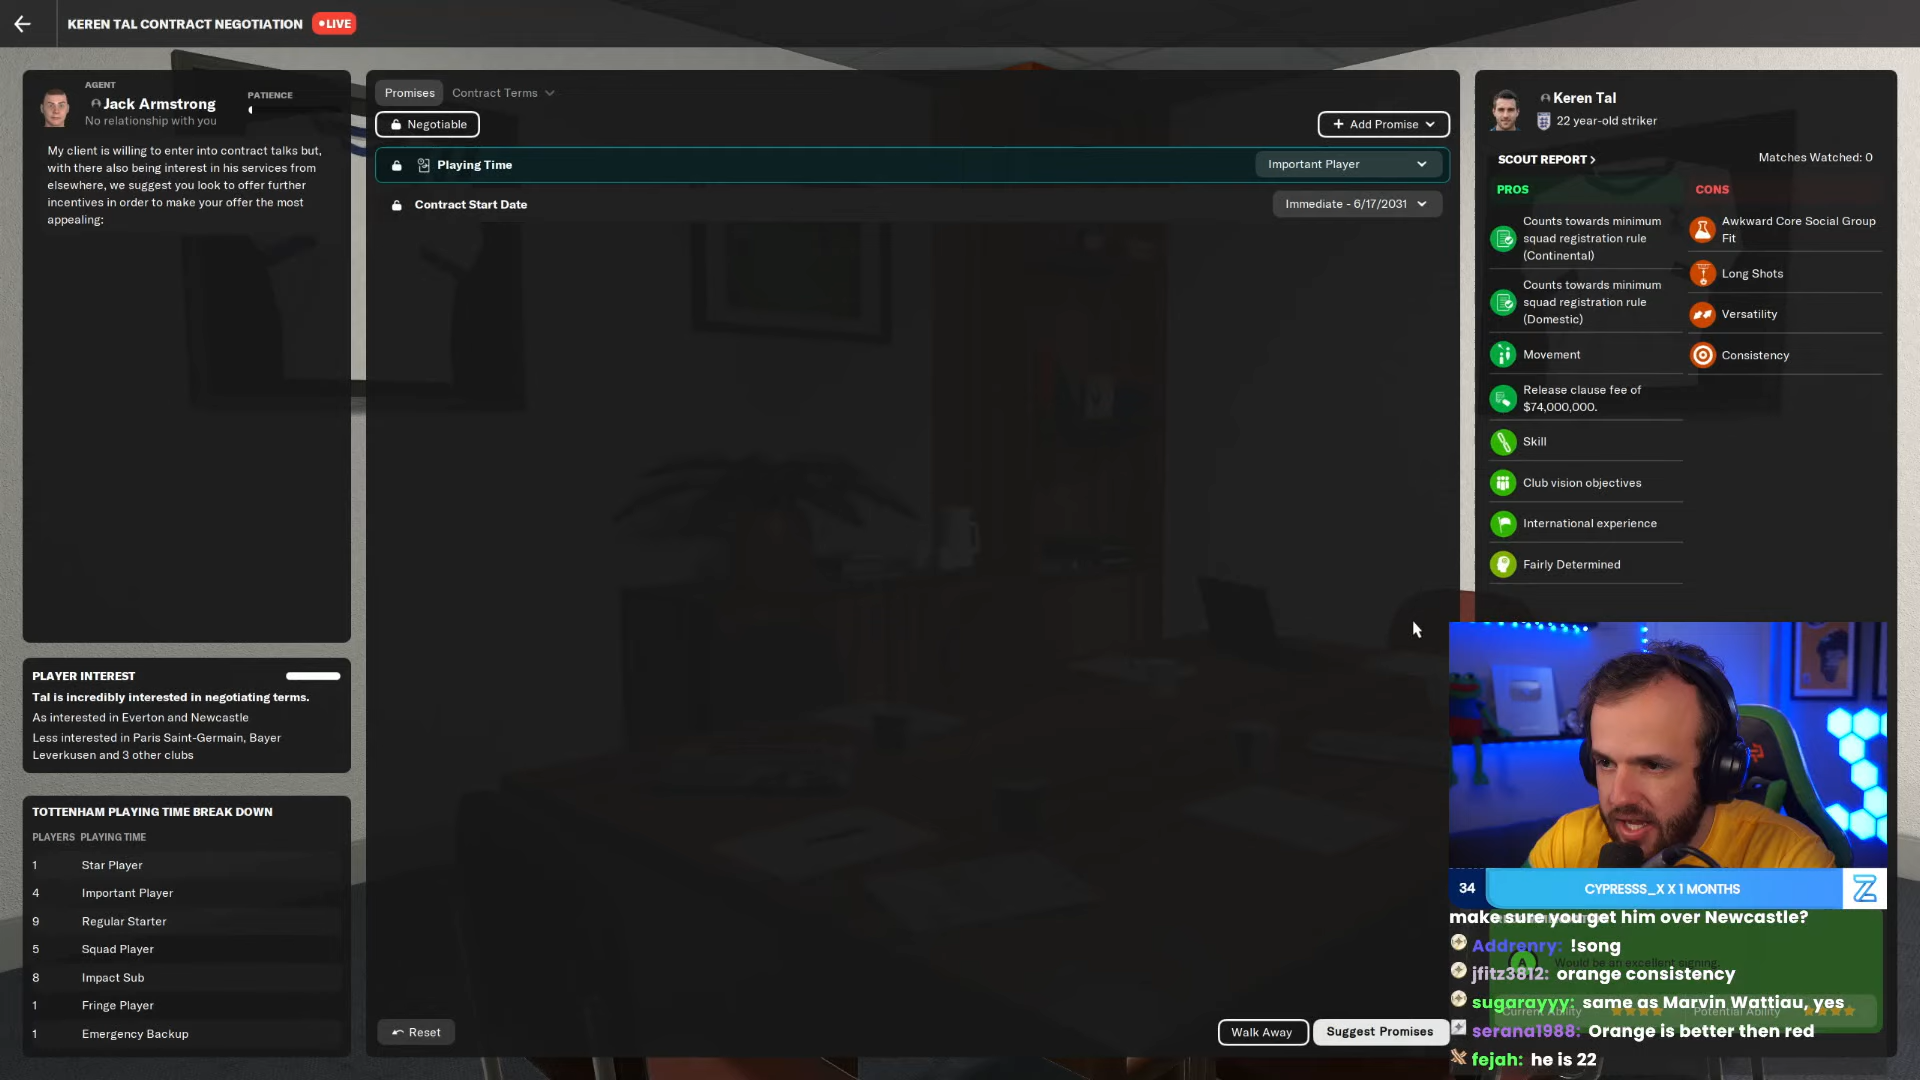 KEREN TAL CONTRACT NEGOTIATION
LIVE
AGENT
Jack Armstrong
No relationship with you
PATIENCE
My client is willing to enter into contract talks but,
with there also being interest in his services from
elsewhere, we suggest you look to offer further
incentives in order to make your offer the most
appealing:
PLAYER INTEREST
Tal is incredibly interested in negotiating terms.
As interested in Everton and Newcastle
Less interested in Paris Saint-Germain, Bayer
Leverkusen and 3 other clubs
TOTTENHAM PLAYING TIME BREAK DOWN
PLAYERS PLAYING TIME
1 Star Player
4 Important Player
9 Regular Starter
5 Squad Player
8 Impact Sub
1 Fringe Player
1 Emergency Backup
Promises Contract Terms
Negotiable
+ Add Promise
Playing Time Important Player
Contract Start Date Immediate - 6/17/2031
Reset
Walk Away
Suggest Promises
Keren Tal
22 year-old striker
SCOUT REPORT >
Matches Watched: 0
PROS
Counts towards minimum
squad registration rule
(Continental)
Counts towards minimum
squad registration rule
(Domestic)
Movement
Release clause fee of
$74,000,000.
Skill
Club vision objectives
International experience
Fairly Determined
CONS
Awkward Core Social Group
Fit
Long Shots
Versatility
Consistency
34 CYPRESSS_X X 1 MONTHS
make sure you get him over Newcastle?
Addrenry: !song
A Would be an excellent signing.
jfitz3812: orange consistency
sugarayyy: same as Marvin Wattiau, yes
Current Ability Potential Ability
serana1988: Orange is better then red
fejah: he is 22